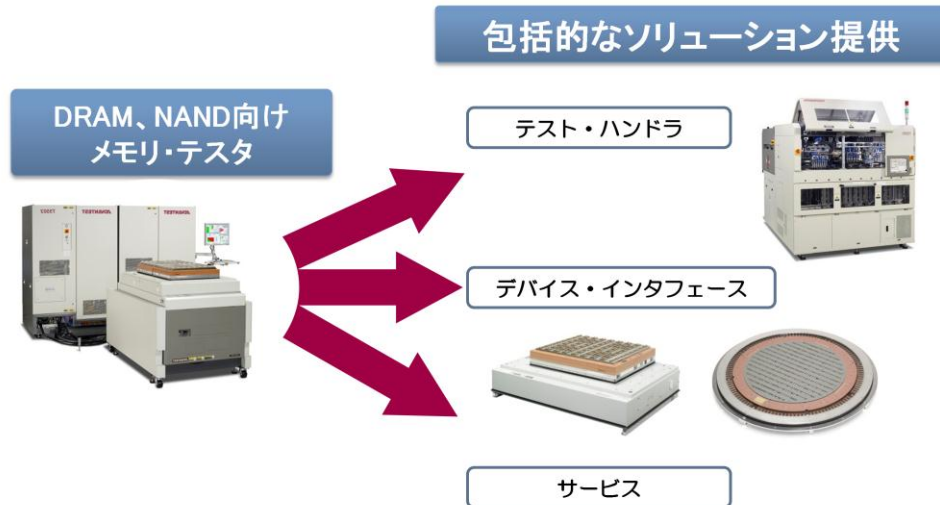 包括的なソリューション提供
DRAM、NAND向け
メモリ・テスタ
テスト・ハンドラ
デバイス・インタフェース
サービス